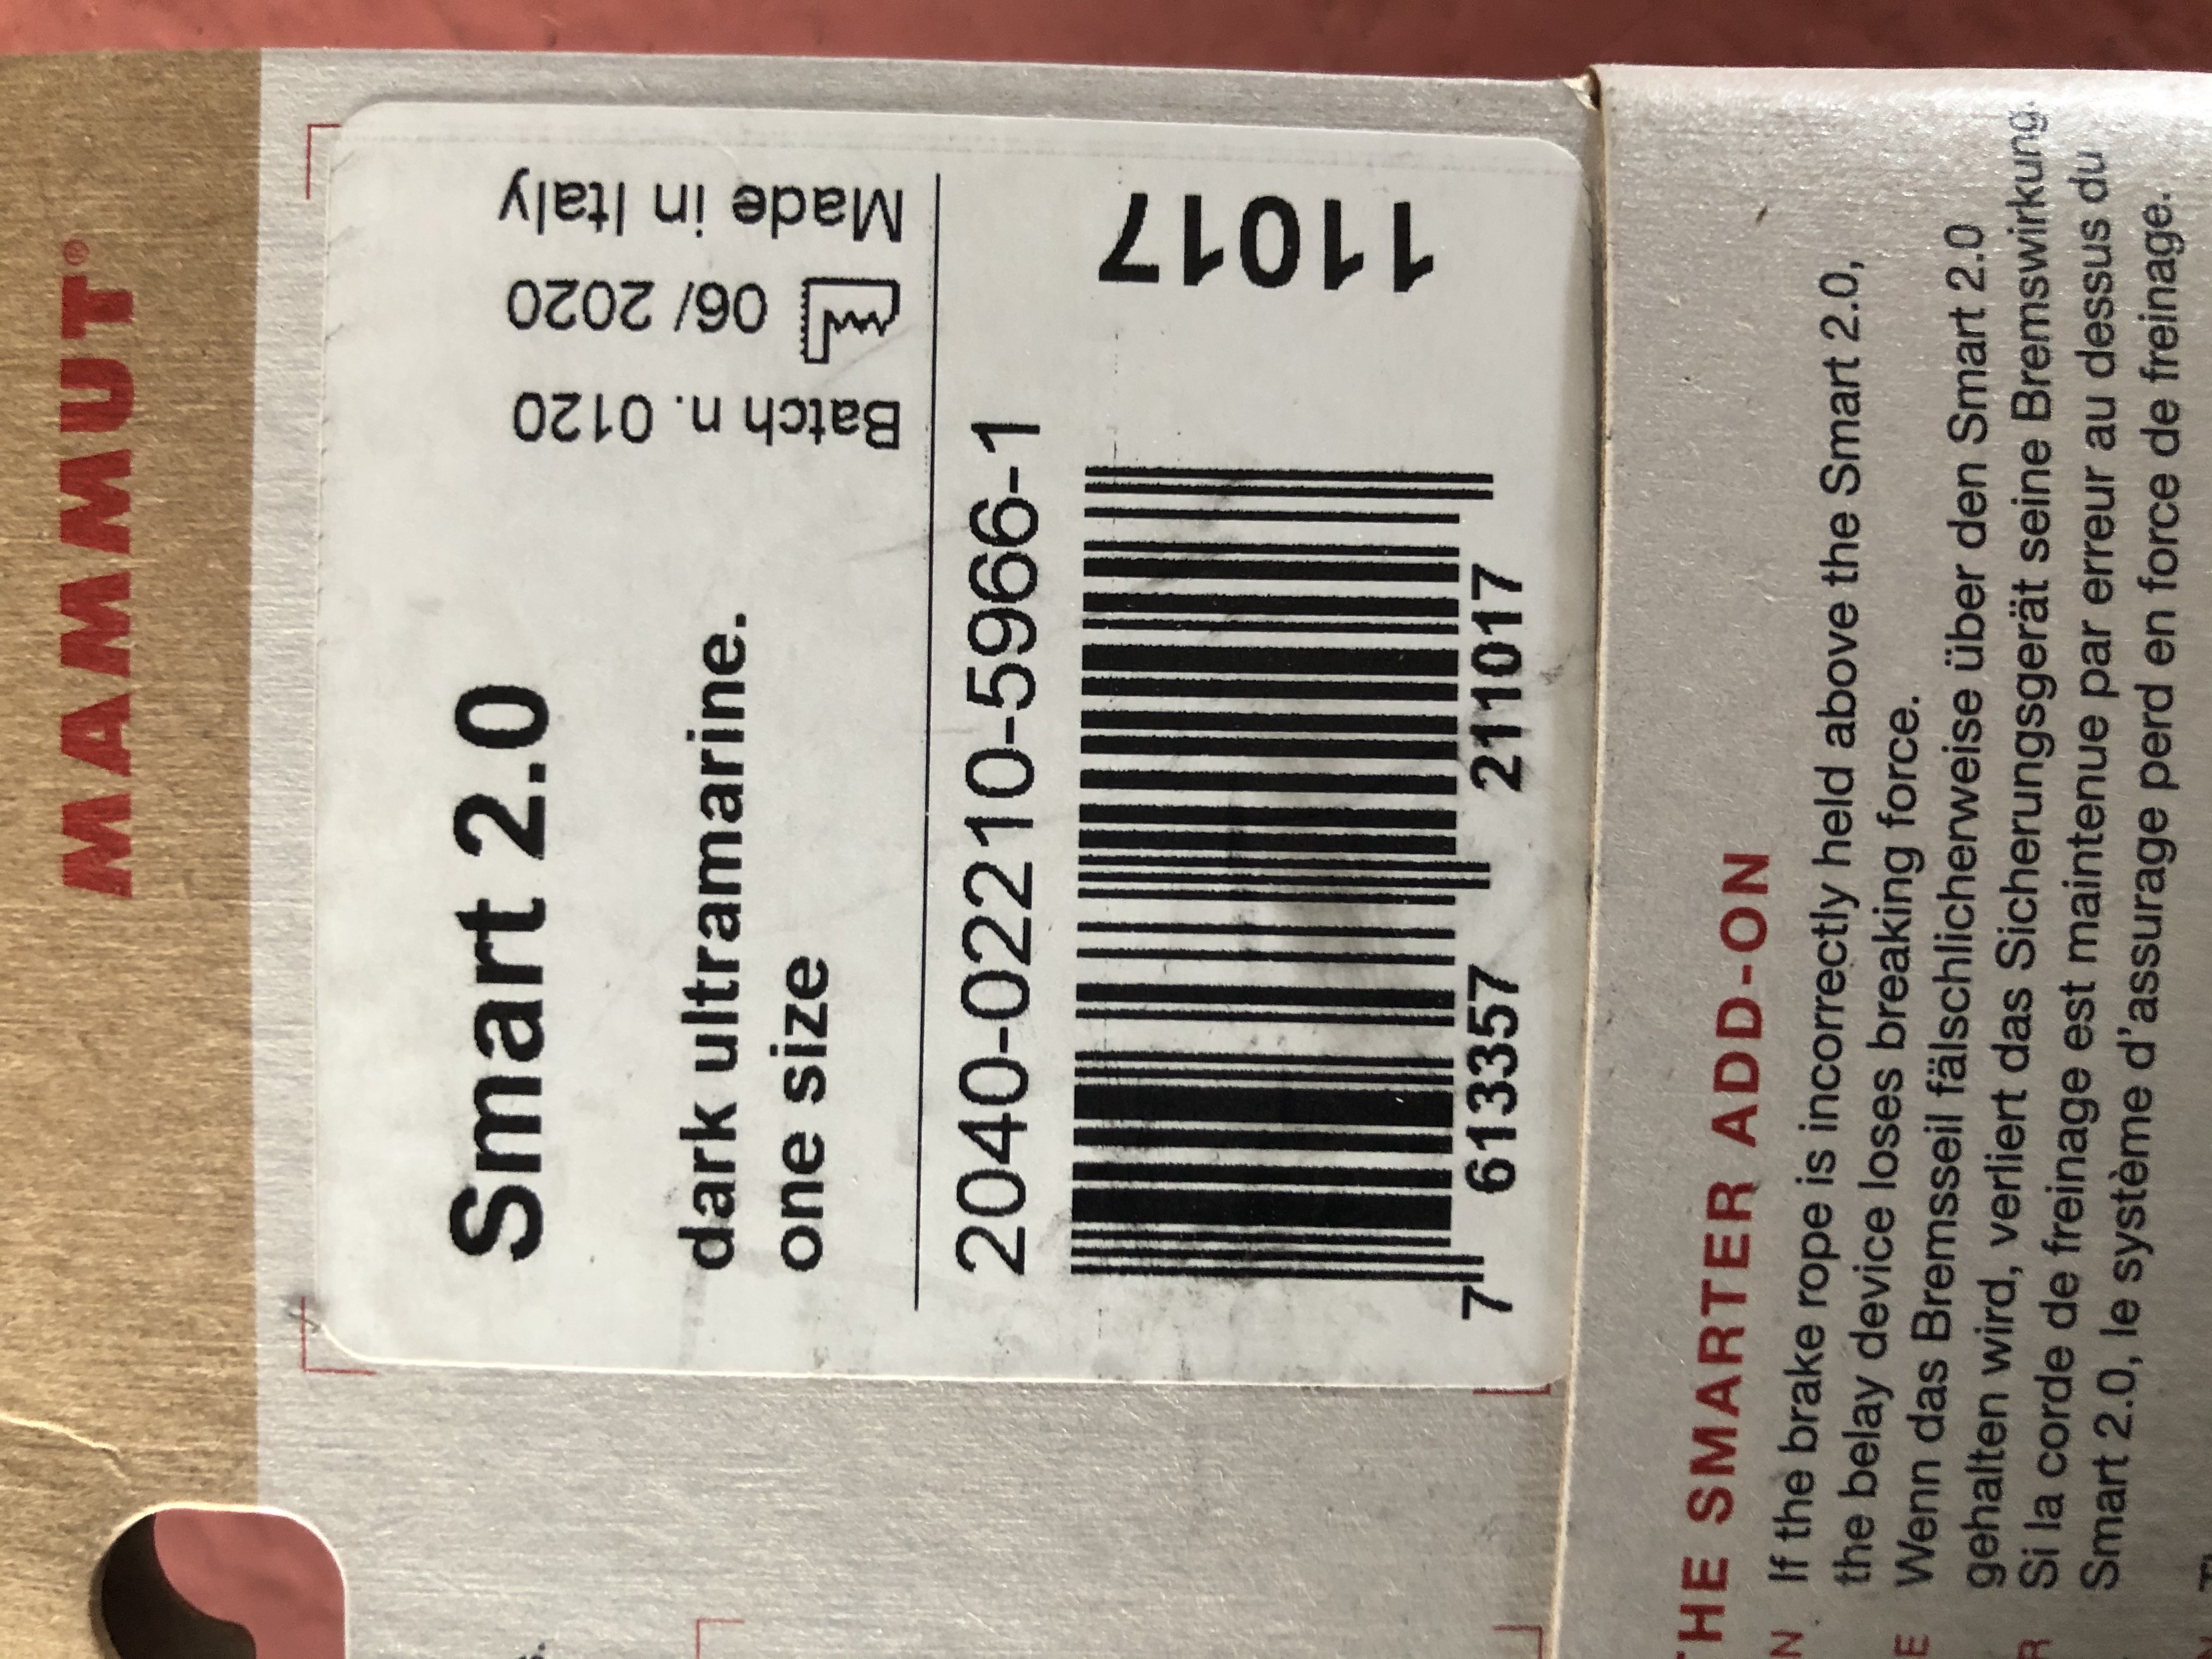 MAMMUT®
Smart 2.0
dark ultramarine.
one size
Batch n. 0120
06/ 2020
Made in Italy
2040-02210-5966-1
11017
7 613357 211017
THE SMARTER ADD-ON
If the brake rope is incorrectly held above the Smart 2.0,
the belay device loses breaking force.
Wenn das Bremsseil fälschlicherweise über den Smart 2.0
gehalten wird, verliert das Sicherungsgerät seine Bremswirkung.
Si la corde de freinage est maintenue par erreur au dessus du
Smart 2.0, le système d'assurage perd en force de freinage.